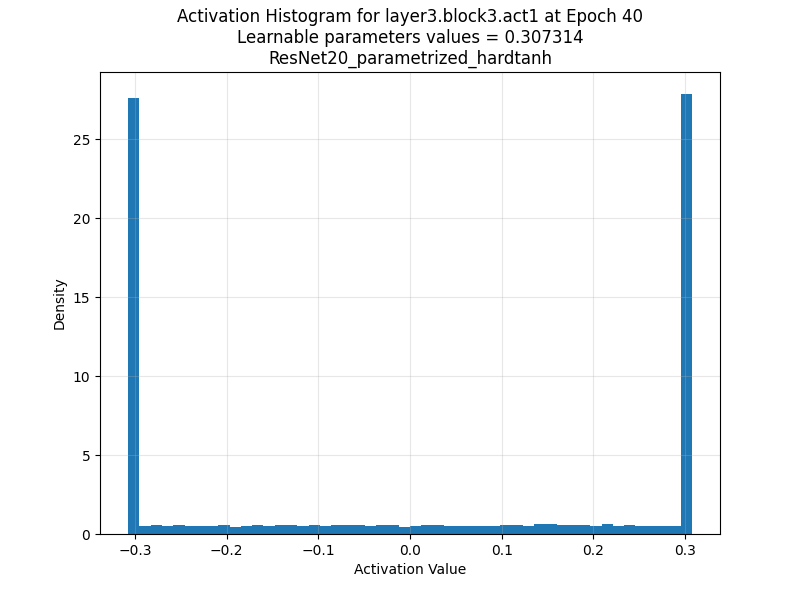 Activation Histogram for layer3.block3.act1 at Epoch 40
Learnable parameters values = 0.307314
ResNet20_parametrized_hardtanh
Density
25
20
15
10
5
0
−0.3
−0.2
−0.1
0.0
0.1
0.2
0.3
Activation Value